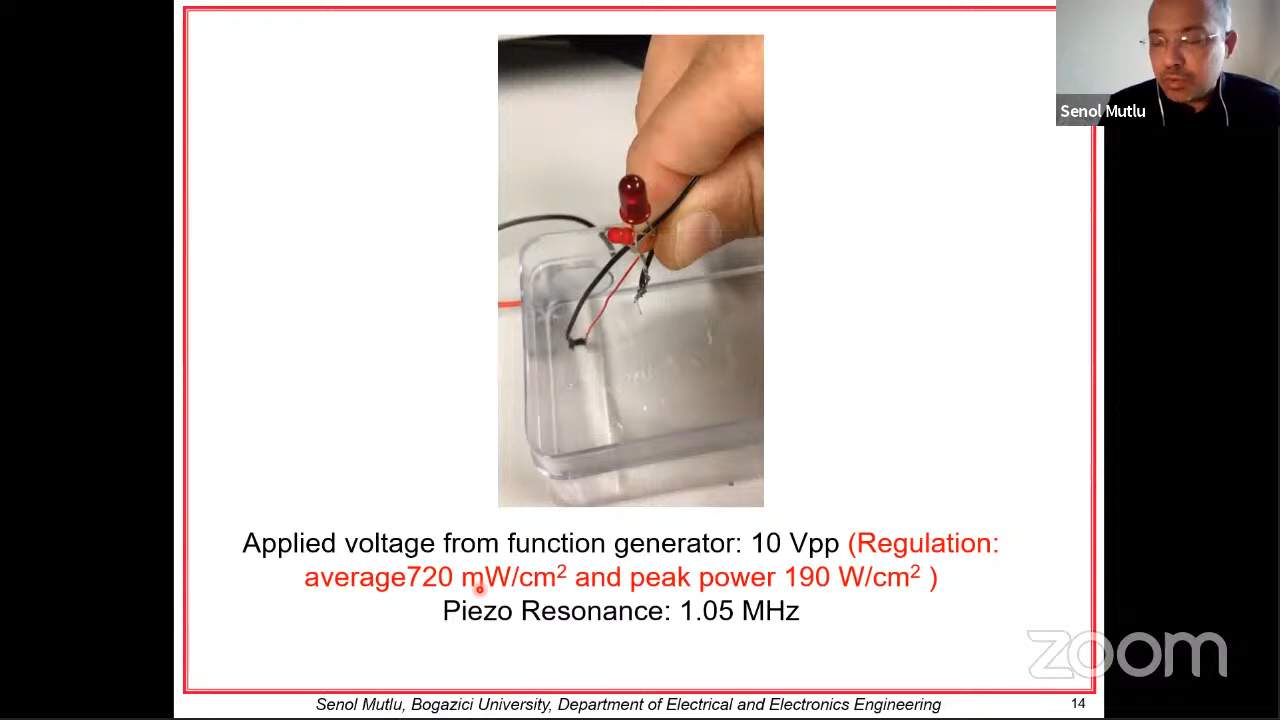 Senol Mutlu
Applied voltage from function generator: 10 Vpp (Regulation:
average720 mW/cm² and peak power 190 W/cm² )
Piezo Resonance: 1.05 MHz
zoom
Senol Mutlu, Bogazici University, Department of Electrical and Electronics Engineering
14